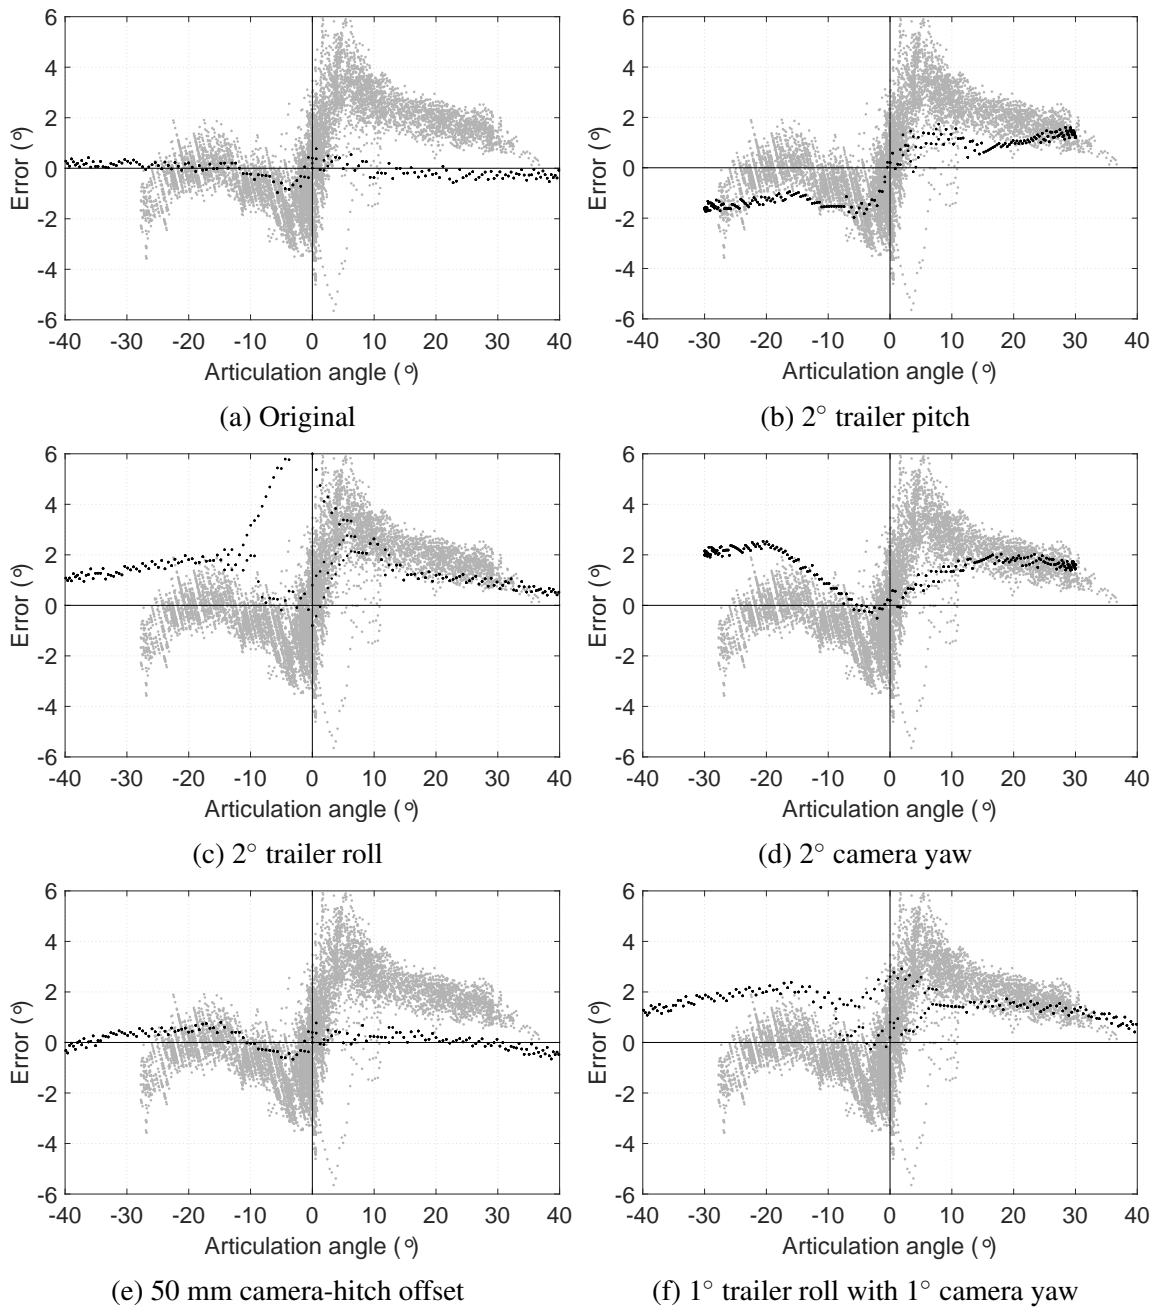 6
4
2
0
-2
-4
-6
Error (°)
-40 -30 -20 -10 0 10 20 30 40
Articulation angle (°)
(a) Original
6
4
2
0
-2
-4
-6
Error (°)
-40 -30 -20 -10 0 10 20 30 40
Articulation angle (°)
(b) 2° trailer pitch
6
4
2
0
-2
-4
-6
Error (°)
-40 -30 -20 -10 0 10 20 30 40
Articulation angle (°)
(c) 2° trailer roll
6
4
2
0
-2
-4
-6
Error (°)
-40 -30 -20 -10 0 10 20 30 40
Articulation angle (°)
(d) 2° camera yaw
6
4
2
0
-2
-4
-6
Error (°)
-40 -30 -20 -10 0 10 20 30 40
Articulation angle (°)
(e) 50 mm camera-hitch offset
6
4
2
0
-2
-4
-6
Error (°)
-40 -30 -20 -10 0 10 20 30 40
Articulation angle (°)
(f) 1° trailer roll with 1° camera yaw